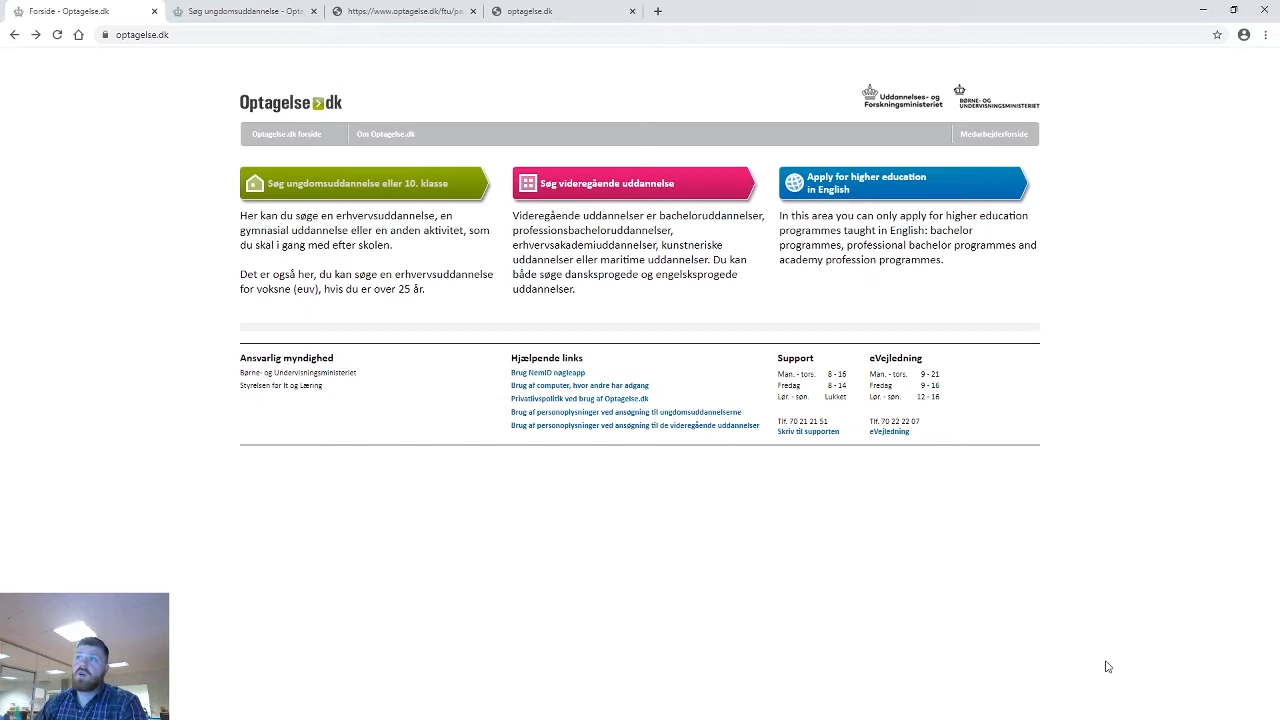 Forside - Optagelse.dk
Søg ungdomsuddannelse - Opta
https://www.optagelse.dk/ftu/pa
optagelse.dk
optagelse.dk
Optagelse dk
Uddannelses- og
Forskningsministeriet
BØRNE- OG
UNDERVISNINGSMINISTERIET
Optagelse.dk forside
Om Optagelse.dk
Medarbejderforside
Søg ungdomsuddannelse eller 10. klasse
Her kan du søge en erhvervsuddannelse, en
gymnasial uddannelse eller en anden aktivitet, som
du skal i gang med efter skolen.
Det er også her, du kan søge en erhvervsuddannelse
for voksne (euv), hvis du er over 25 år.
Søg videregående uddannelse
Videregående uddannelser er bacheloruddannelser,
professionsbacheloruddannelser,
erhvervsakademiuddannelser, kunstneriske
uddannelser eller maritime uddannelser. Du kan
både søge dansksprogede og engelsksprogede
uddannelser.
Apply for higher education
in English
In this area you can only apply for higher education
programmes taught in English: bachelor
programmes, professional bachelor programmes and
academy profession programmes.
Ansvarlig myndighed
Børne- og Undervisningsministeriet
Styrelsen for It og Læring
Hjælpende links
Brug NemID nøgleapp
Brug af computer, hvor andre har adgang
Privatlivspolitik ved brug af Optagelse.dk
Brug af personoplysninger ved ansøgning til ungdomsuddannelserne
Brug af personoplysninger ved ansøgning til de videregående uddannelser
Support
Man. - tors. 8 - 16
Fredag 8 - 14
Lør. - søn. Lukket
Tlf. 70 21 21 51
Skriv til supporten
eVejledning
Man. - tors. 9 - 21
Fredag 9 - 16
Lør. - søn. 12 - 16
Tlf. 70 22 22 07
eVejledning